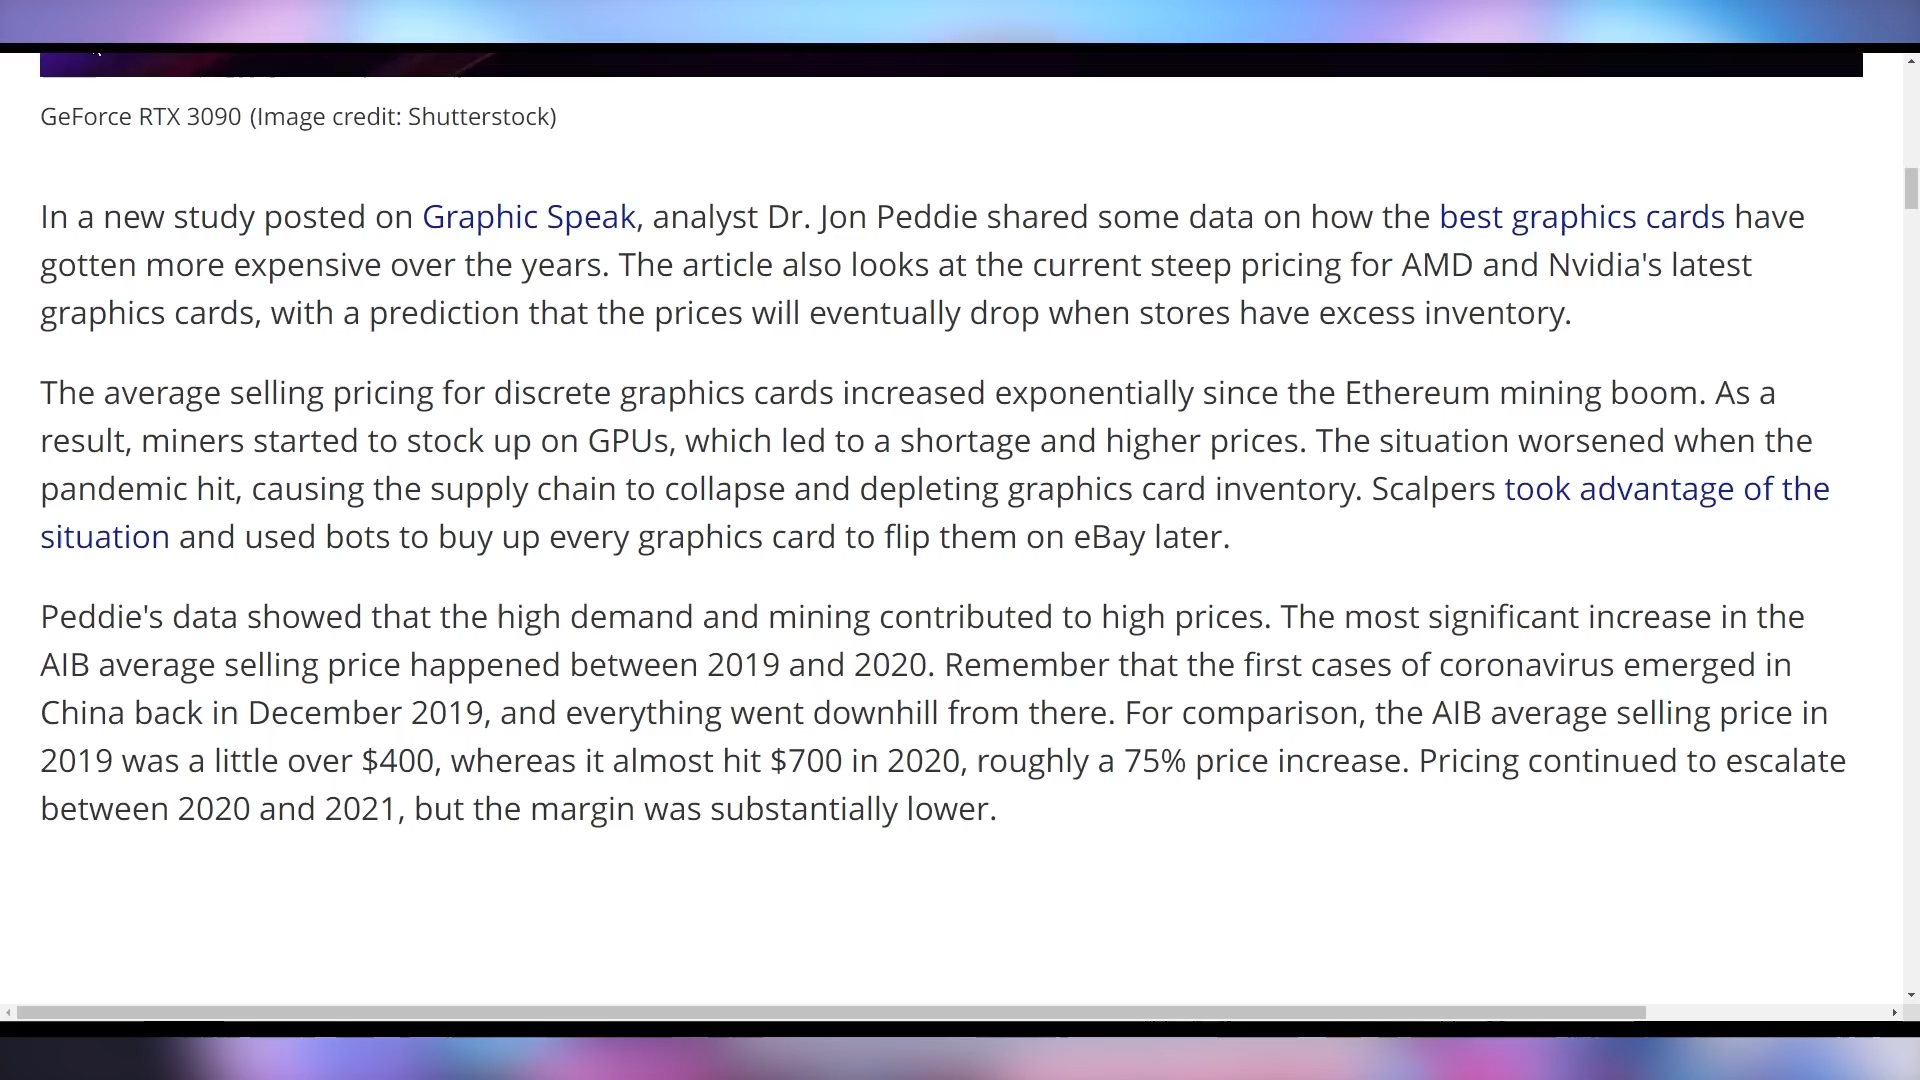 GeForce RTX 3090 (Image credit: Shutterstock)
In a new study posted on Graphic Speak, analyst Dr. Jon Peddie shared some data on how the best graphics cards have
gotten more expensive over the years. The article also looks at the current steep pricing for AMD and Nvidia's latest
graphics cards, with a prediction that the prices will eventually drop when stores have excess inventory.
The average selling pricing for discrete graphics cards increased exponentially since the Ethereum mining boom. As a
result, miners started to stock up on GPUs, which led to a shortage and higher prices. The situation worsened when the
pandemic hit, causing the supply chain to collapse and depleting graphics card inventory. Scalpers took advantage of the
situation and used bots to buy up every graphics card to flip them on eBay later.
Peddie's data showed that the high demand and mining contributed to high prices. The most significant increase in the
AIB average selling price happened between 2019 and 2020. Remember that the first cases of coronavirus emerged in
China back in December 2019, and everything went downhill from there. For comparison, the AIB average selling price in
2019 was a little over $400, whereas it almost hit $700 in 2020, roughly a 75% price increase. Pricing continued to escalate
between 2020 and 2021, but the margin was substantially lower.